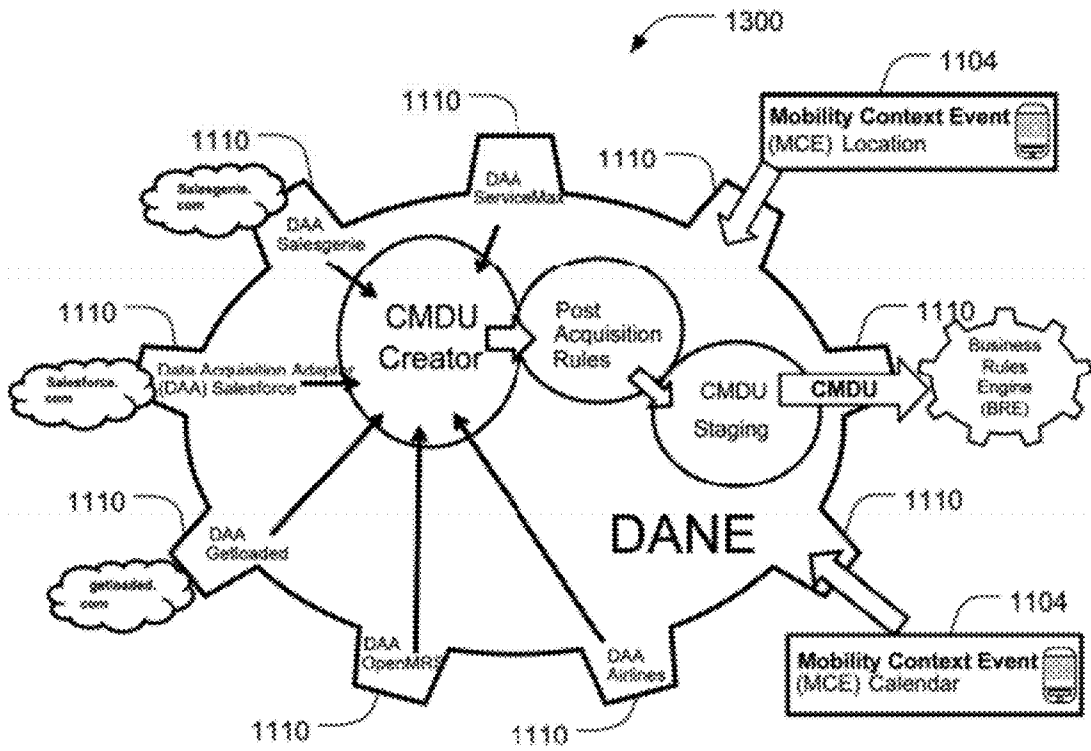 1300
1104
Mobility Context Event
(MCE) Location
1110
1110
1110
Salesgenie.
com
DAA
Salesgenie
DAA
ServiceMax
1110
Salesforce.
com
Data Acquisition Adapter
(DAA) Salesforce
CMDU
Creator
Post
Acquisition
Rules
CMDU
Staging
CMDU
1110
Business
Rules
Engine
(BRE)
1110
getloaded.
com
DAA
Getloaded
DANE
1110
1104
Mobility Context Event
(MCE) Calendar
DAA
OpenMRS
DAA
Airlines
1110
1110